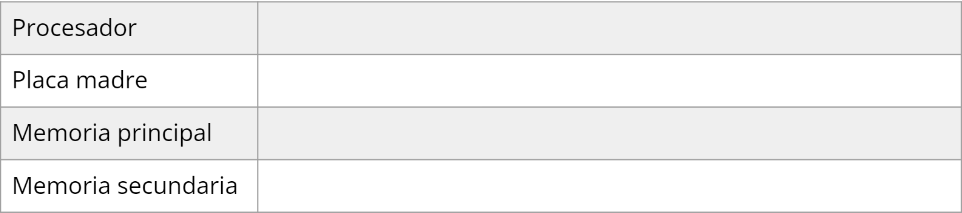 Procesador
Placa madre
Memoria principal
Memoria secundaria